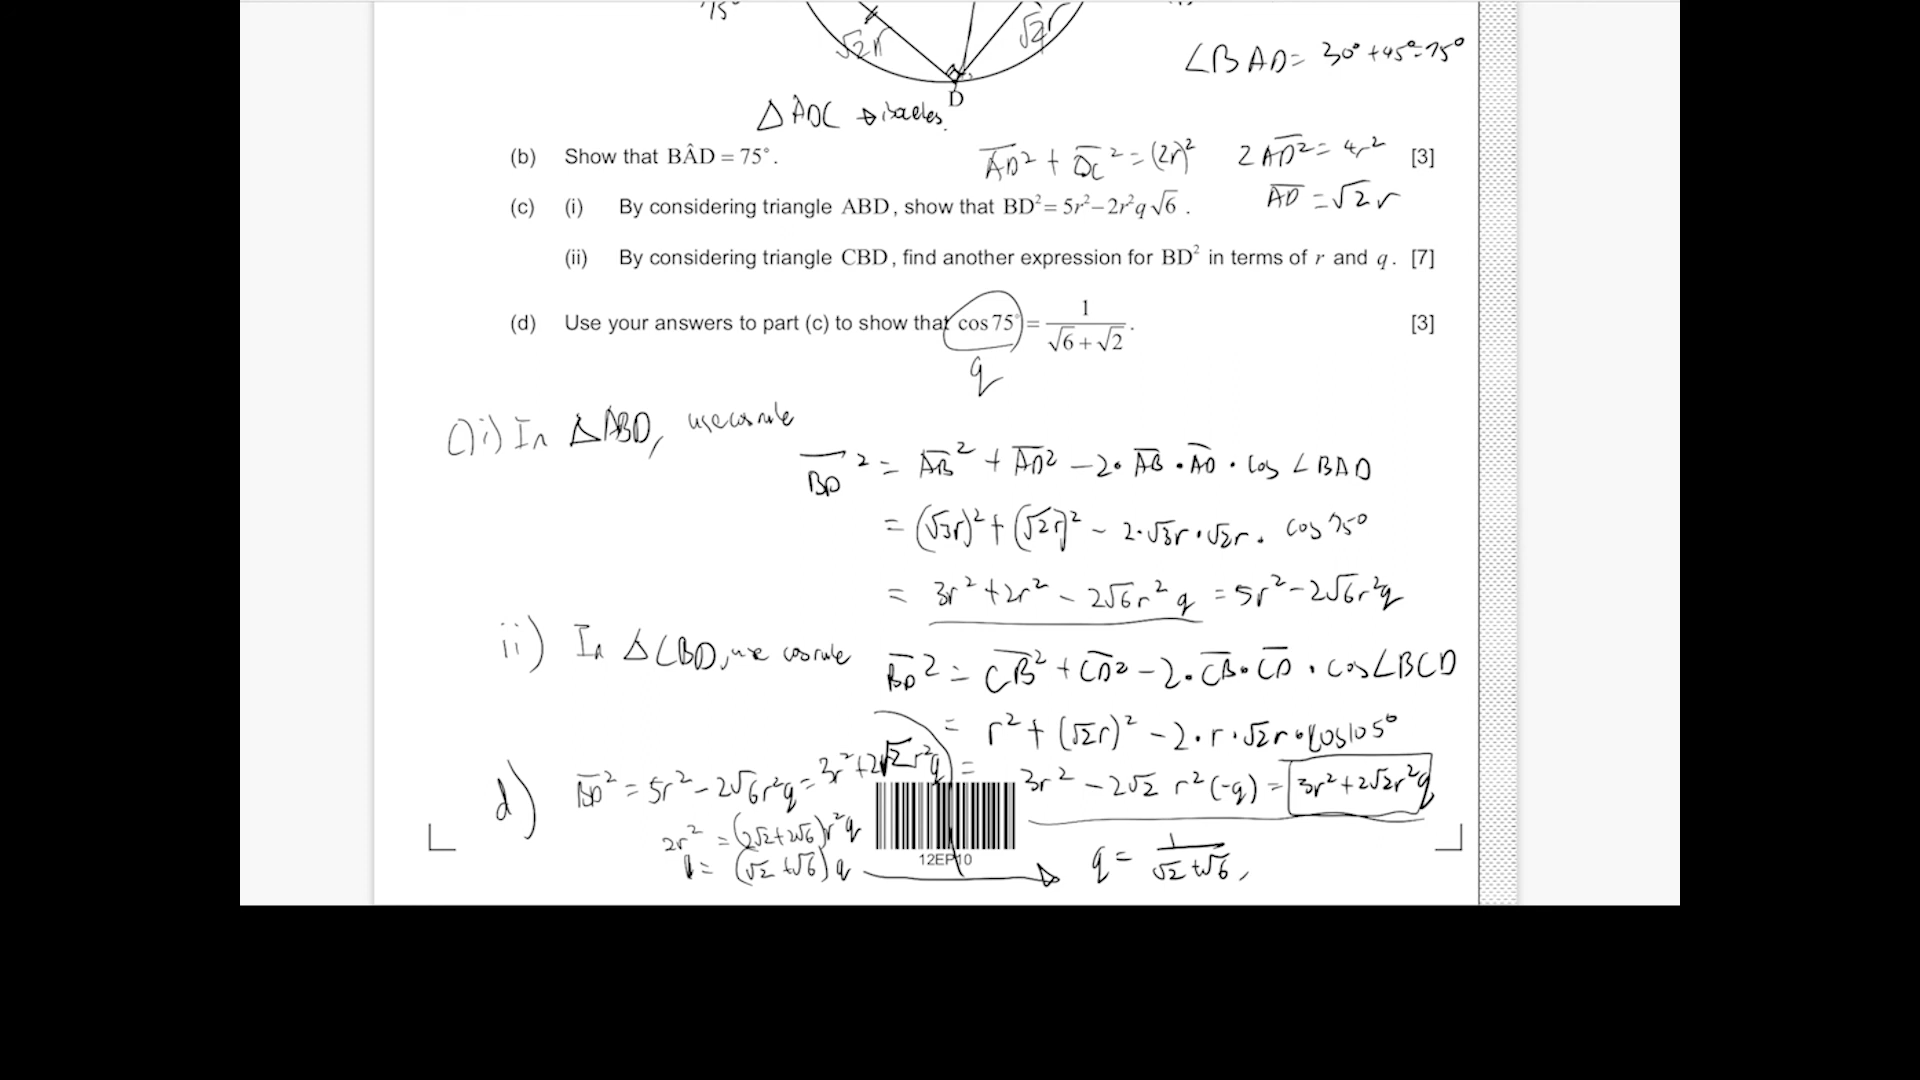 75°
√2r
√2r
∠BAD = 30° + 45° = 75°
D
△ADC → isosceles.
(b) Show that BÂD = 75°. [3]
AD² + DC² = (2r)² 2AD² = 4r²
AD = √2 r
(c) (i) By considering triangle ABD, show that BD² = 5r² − 2r²q√6.
(ii) By considering triangle CBD, find another expression for BD² in terms of r and q. [7]
(d) Use your answers to part (c) to show that cos 75° = 1/(√6 + √2). [3]
q
c) i) In △ABD, use cos rule
BD² = AB² + AD² − 2·AB·AD·cos∠BAD
= (√3r)² + (√2r)² − 2·√3r·√2r·cos75°
= 3r² + 2r² − 2√6r²q = 5r² − 2√6r²q
ii) In △CBD, use cos rule BD² = CB² + CD² − 2·CB·CD·cos∠BCD
= r² + (√2r)² − 2·r·√2r·cos105°
= 3r² − 2√2 r²(−q) = 3r² + 2√2r²q
d) BD² = 5r² − 2√6r²q = 3r² + 2√2r²q
2r² = (2√2 + 2√6)r²q
1 = (√2 + √6)q → q = 1/(√2 + √6),
12EP10